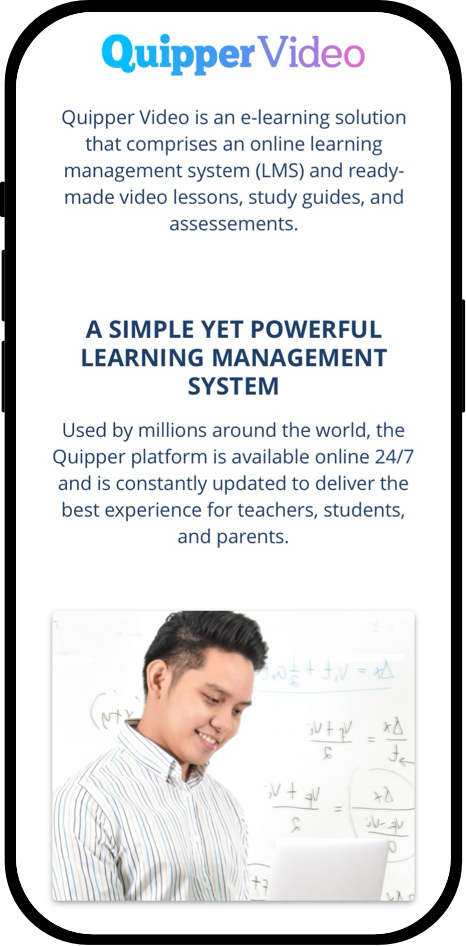 Quipper Video
Quipper Video is an e-learning solution
that comprises an online learning
management system (LMS) and ready-
made video lessons, study guides, and
assessements.
A SIMPLE YET POWERFUL
LEARNING MANAGEMENT
SYSTEM
Used by millions around the world, the
Quipper platform is available online 24/7
and is constantly updated to deliver the
best experience for teachers, students,
and parents.